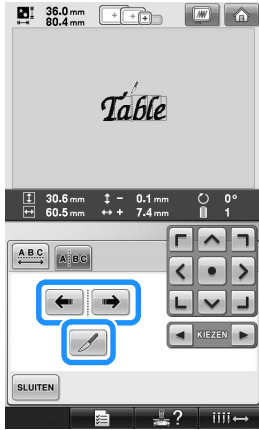 36.0 mm
80.4 mm
Table
30.6 mm - 0.1 mm 0°
60.5 mm + 7.4 mm 1
ABC A BC
KIEZEN
SLUITEN
?